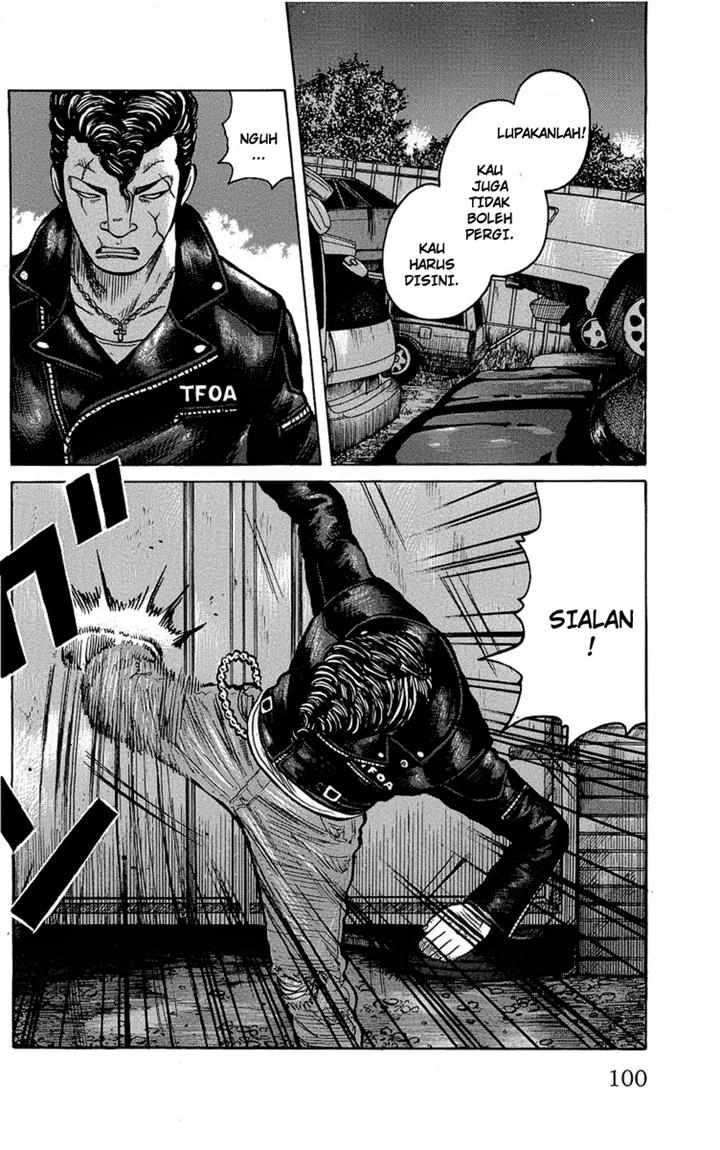 LUPAKANLAH!
KAU
JUGA
TIDAK
BOLEH
PERGI.
KAU
HARUS
DISINI.
NGUH
...
TFOA
SIALAN
!
TFOA
100